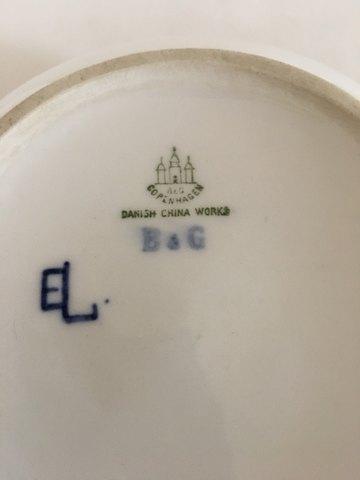 B&G
COPENHAGEN
DANISH CHINA WORKS
B&G
EL.